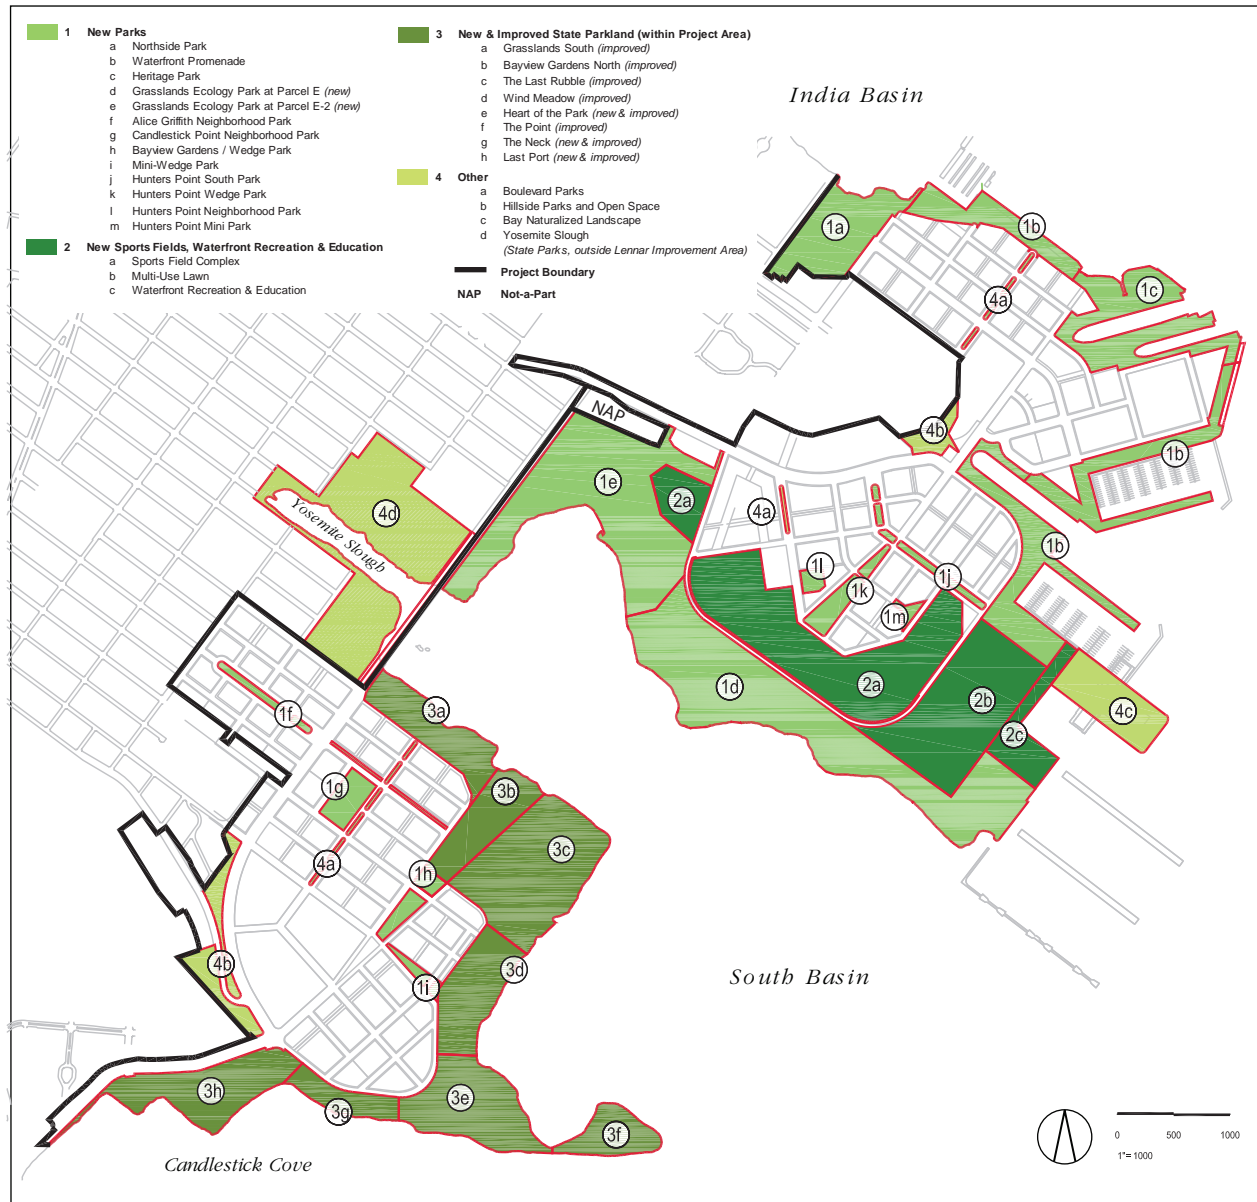 1 New Parks
a Northside Park
b Waterfront Promenade
c Heritage Park
d Grasslands Ecology Park at Parcel E (new)
e Grasslands Ecology Park at Parcel E-2 (new)
f Alice Griffith Neighborhood Park
g Candlestick Point Neighborhood Park
h Bayview Gardens / Wedge Park
i Mini-Wedge Park
j Hunters Point South Park
k Hunters Point Wedge Park
l Hunters Point Neighborhood Park
m Hunters Point Mini Park
2 New Sports Fields, Waterfront Recreation & Education
a Sports Field Complex
b Multi-Use Lawn
c Waterfront Recreation & Education
3 New & Improved State Parkland (within Project Area)
a Grasslands South (improved)
b Bayview Gardens North (improved)
c The Last Rubble (improved)
d Wind Meadow (improved)
e Heart of the Park (new & improved)
f The Point (improved)
g The Neck (new & improved)
h Last Port (new & improved)
4 Other
a Boulevard Parks
b Hillside Parks and Open Space
c Bay Naturalized Landscape
d Yosemite Slough
(State Parks, outside Lennar Improvement Area)
Project Boundary
NAP Not-a-Part
India Basin
1a
1b
1c
4a
NAP
4b
1b
1e
2a
4a
4d
Yosemite Slough
1b
1l
1j
1k
1m
1d
2a
2b
2c
4c
3a
1f
1g
3b
3c
4a
1h
4b
3d
1i
South Basin
3h
3g
3e
3f
Candlestick Cove
0 500 1000
1"= 1000